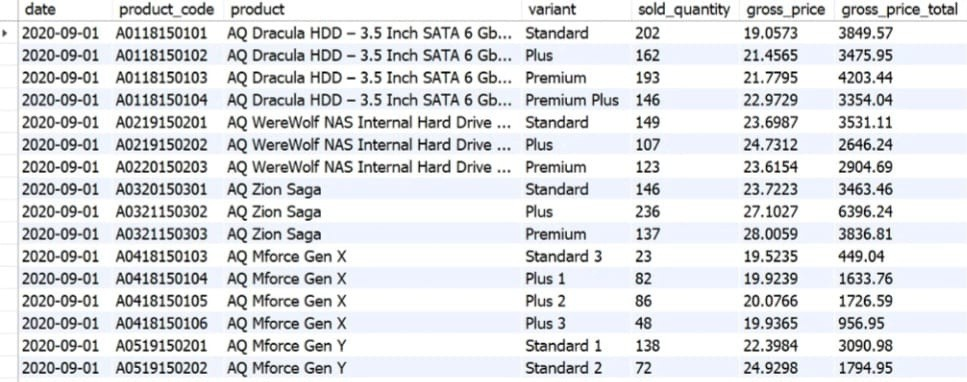 date product_code product variant sold_quantity gross_price gross_price_total
2020-09-01 A0118150101 AQ Dracula HDD – 3.5 Inch SATA 6 Gb... Standard 202 19.0573 3849.57
2020-09-01 A0118150102 AQ Dracula HDD – 3.5 Inch SATA 6 Gb... Plus 162 21.4565 3475.95
2020-09-01 A0118150103 AQ Dracula HDD – 3.5 Inch SATA 6 Gb... Premium 193 21.7795 4203.44
2020-09-01 A0118150104 AQ Dracula HDD – 3.5 Inch SATA 6 Gb... Premium Plus 146 22.9729 3354.04
2020-09-01 A0219150201 AQ WereWolf NAS Internal Hard Drive ... Standard 149 23.6987 3531.11
2020-09-01 A0219150202 AQ WereWolf NAS Internal Hard Drive ... Plus 107 24.7312 2646.24
2020-09-01 A0220150203 AQ WereWolf NAS Internal Hard Drive ... Premium 123 23.6154 2904.69
2020-09-01 A0320150301 AQ Zion Saga Standard 146 23.7223 3463.46
2020-09-01 A0321150302 AQ Zion Saga Plus 236 27.1027 6396.24
2020-09-01 A0321150303 AQ Zion Saga Premium 137 28.0059 3836.81
2020-09-01 A0418150103 AQ Mforce Gen X Standard 3 23 19.5235 449.04
2020-09-01 A0418150104 AQ Mforce Gen X Plus 1 82 19.9239 1633.76
2020-09-01 A0418150105 AQ Mforce Gen X Plus 2 86 20.0766 1726.59
2020-09-01 A0418150106 AQ Mforce Gen X Plus 3 48 19.9365 956.95
2020-09-01 A0519150201 AQ Mforce Gen Y Standard 1 138 22.3984 3090.98
2020-09-01 A0519150202 AQ Mforce Gen Y Standard 2 72 24.9298 1794.95